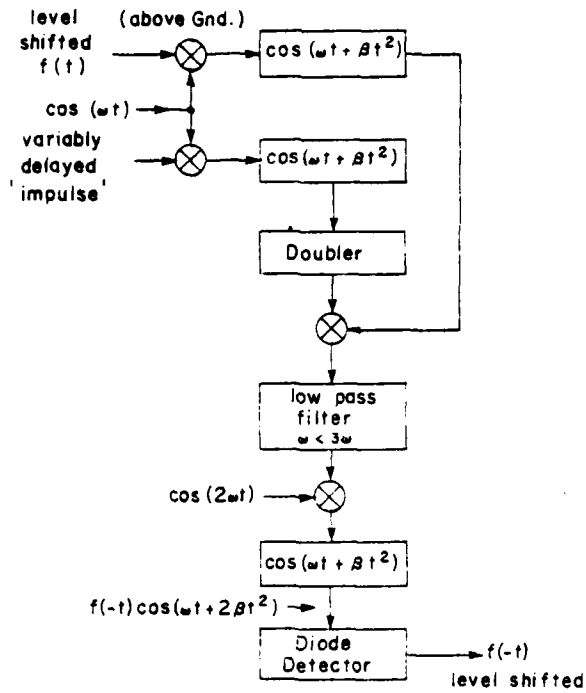 level
shifted
f(t)
(above Gnd.)
cos(ωt + βt²)
cos (ωt)
variably
delayed
'impulse'
cos(ωt + βt²)
Doubler
low pass
filter
ω < 3ω
cos(2ωt)
cos(ωt + βt²)
f(-t)cos(ωt + 2βt²)
Diode
Detector
f(-t)
level shifted